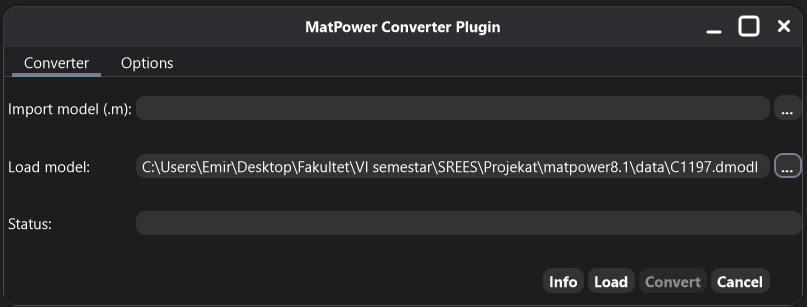 MatPower Converter Plugin
Converter Options
Import model (.m): ...
Load model: C:\Users\Emir\Desktop\Fakultet\VI semestar\SREES\Projekat\matpower8.1\data\C1197.dmodl ...
Status:
Info Load Convert Cancel